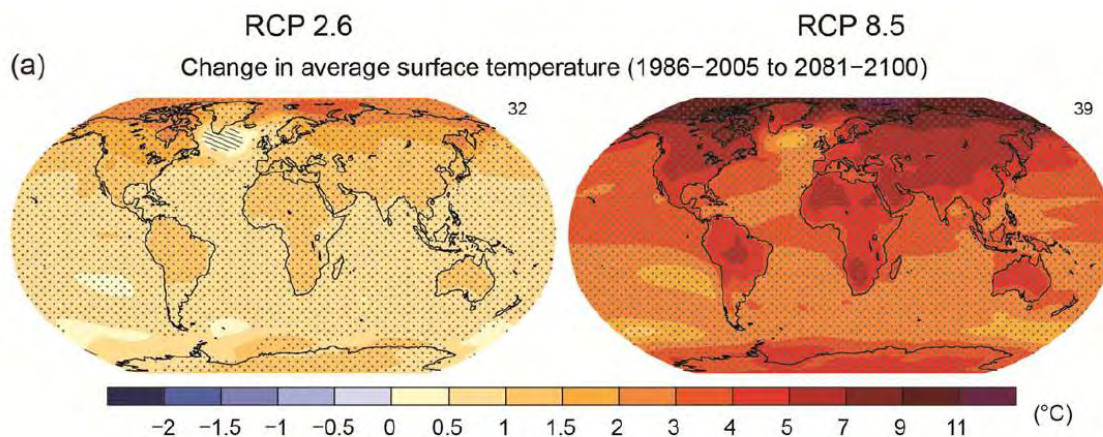 RCP 2.6 RCP 8.5
(a) Change in average surface temperature (1986−2005 to 2081−2100)
32 39
−2 −1.5 −1 −0.5 0 0.5 1 1.5 2 3 4 5 7 9 11 (°C)